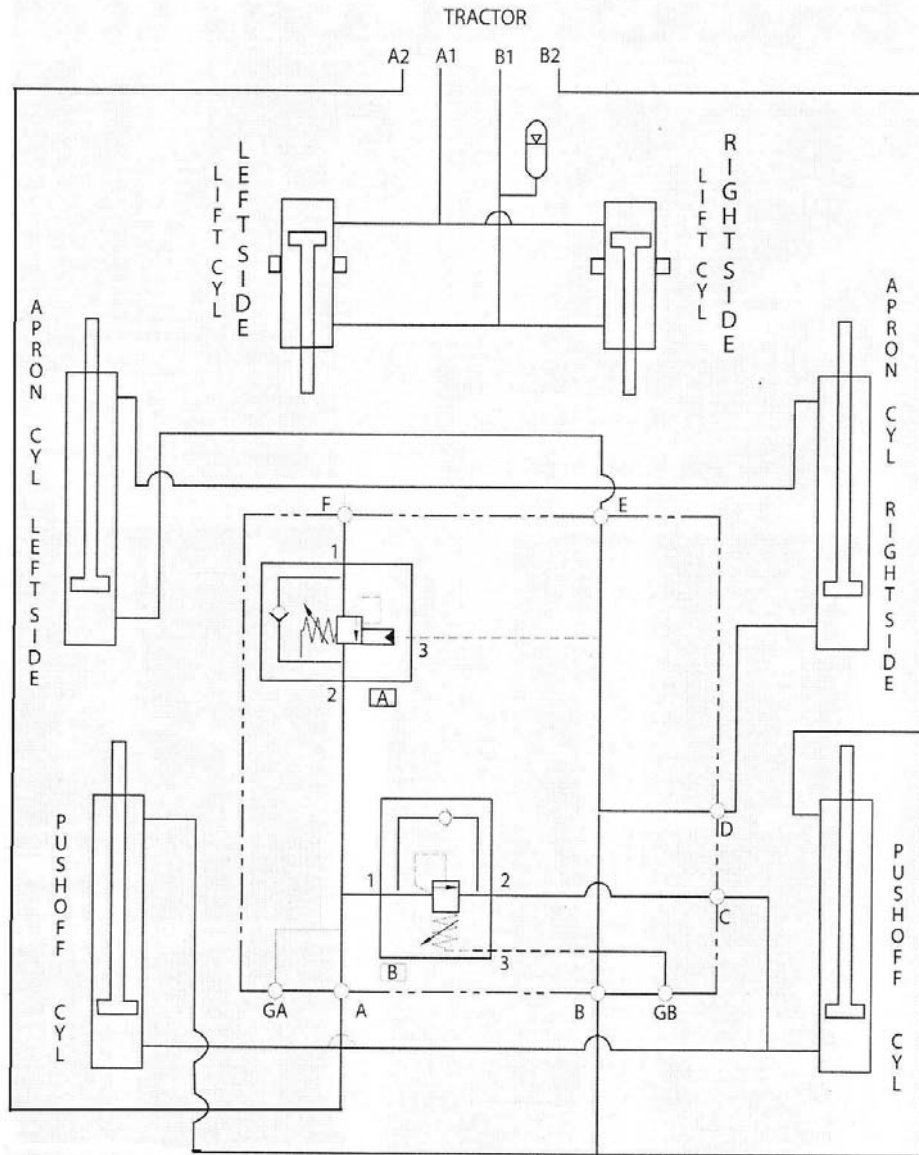 TRACTOR
A2 A1 B1 B2
LEFT SIDE
LIFT CYL
RIGHT SIDE
LIFT CYL
APRON CYL LEFT SIDE
APRON CYL RIGHT SIDE
F
E
1
3
2
A
D
1
2
C
3
B
GA
A
B
GB
PUSHOFF CYL
PUSHOFF CYL